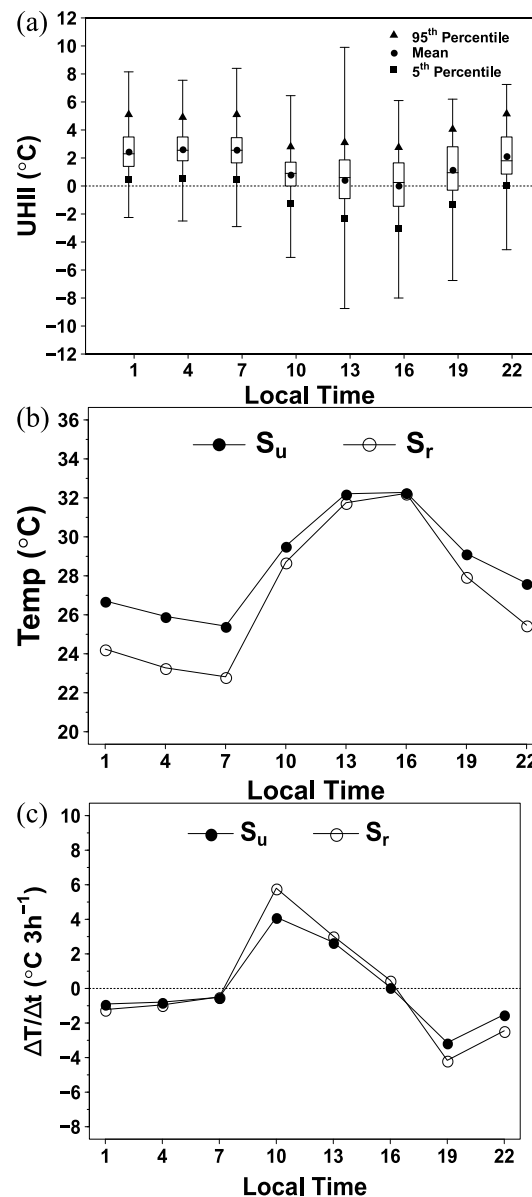 (a)
12
10
8
6
4
2
0
−2
−4
−6
−8
−10
−12
UHII (°C)
95th Percentile
Mean
5th Percentile
1 4 7 10 13 16 19 22
Local Time
(b)
36
34
32
30
28
26
24
22
20
Temp (°C)
Su Sr
1 4 7 10 13 16 19 22
Local Time
(c)
10
8
6
4
2
0
−2
−4
−6
−8
ΔT/Δt (°C 3h−1)
Su Sr
1 4 7 10 13 16 19 22
Local Time